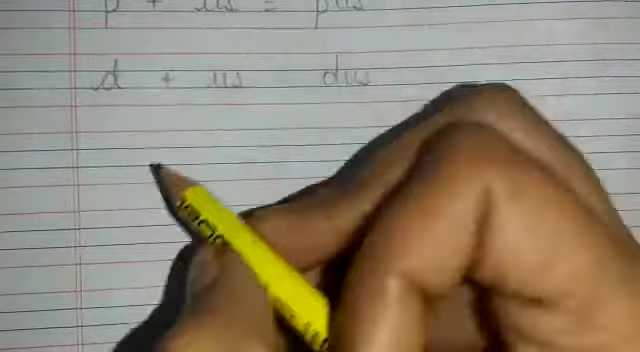 p + us = pus
d + us dus